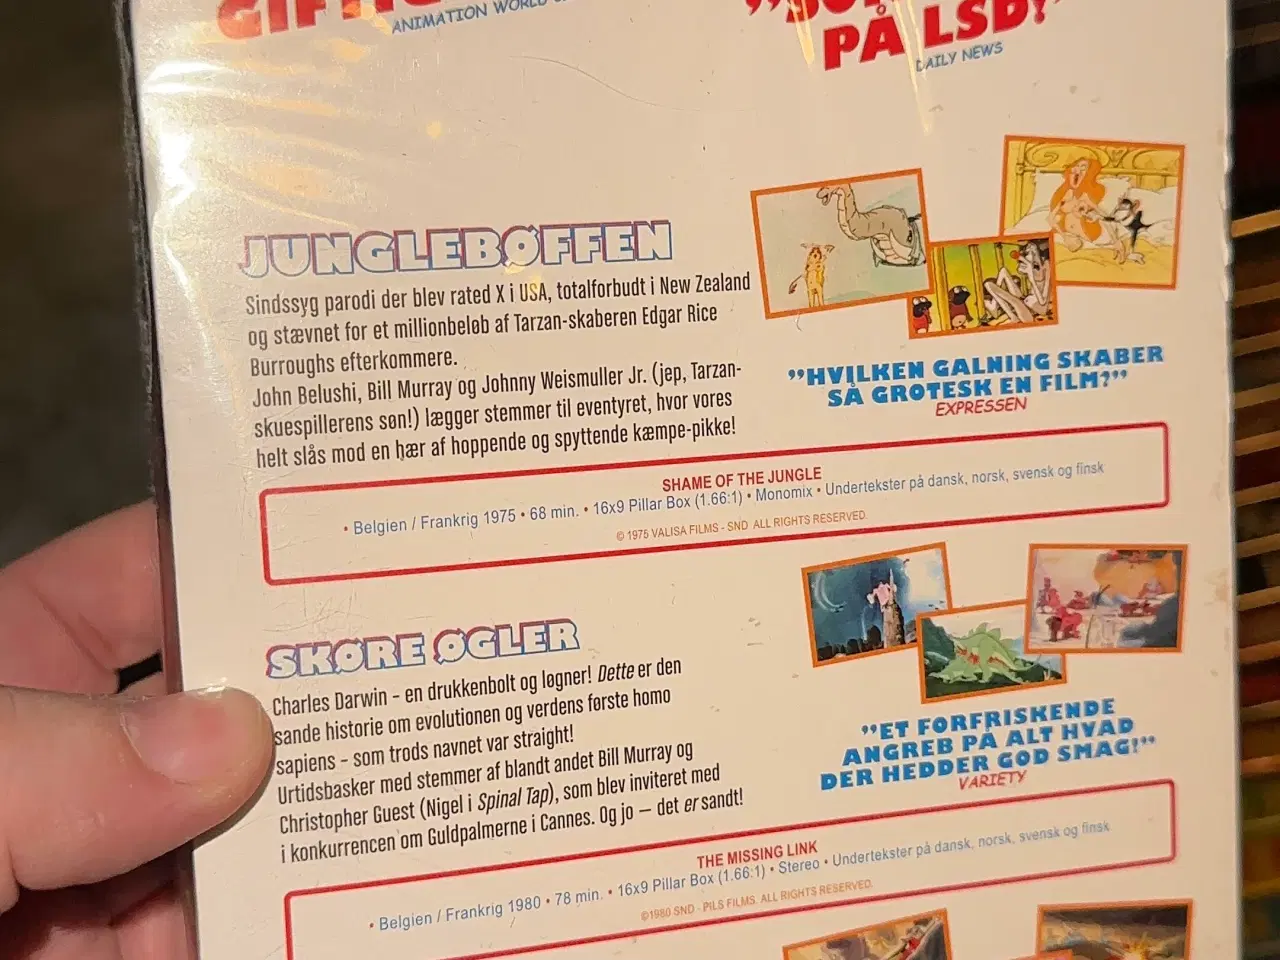 ANIMATION WORLD
PÅ LSD!"
DAILY NEWS
JUNGLEBØFFEN
Sindssyg parodi der blev rated X i USA, totalforbudt i New Zealand
og stævnet for et millionbeløb af Tarzan-skaberen Edgar Rice
Burroughs efterkommere.
John Belushi, Bill Murray og Johnny Weismuller Jr. (jep, Tarzan-
skuespillerens søn!) lægger stemmer til eventyret, hvor vores
helt slås mod en hær af hoppende og spyttende kæmpe-pikke!
"HVILKEN GALNING SKABER
SÅ GROTESK EN FILM?"
EXPRESSEN
SHAME OF THE JUNGLE
• Belgien / Frankrig 1975 • 68 min. • 16x9 Pillar Box (1.66:1) • Monomix • Undertekster på dansk, norsk, svensk og finsk
© 1975 VALISA FILMS - SND ALL RIGHTS RESERVED.
SKØRE ØGLER
Charles Darwin – en drukkenbolt og løgner! Dette er den
sande historie om evolutionen og verdens første homo
sapiens – som trods navnet var straight!
Urtidsbasker med stemmer af blandt andet Bill Murray og
Christopher Guest (Nigel i Spinal Tap), som blev inviteret med
i konkurrencen om Guldpalmerne i Cannes. Og jo – det er sandt!
"ET FORFRISKENDE
ANGREB PÅ ALT HVAD
DER HEDDER GOD SMAG!"
VARIETY
THE MISSING LINK
• Belgien / Frankrig 1980 • 78 min. • 16x9 Pillar Box (1.66:1) • Stereo • Undertekster på dansk, norsk, svensk og finsk
©1980 SND - PILS FILMS. ALL RIGHTS RESERVED.